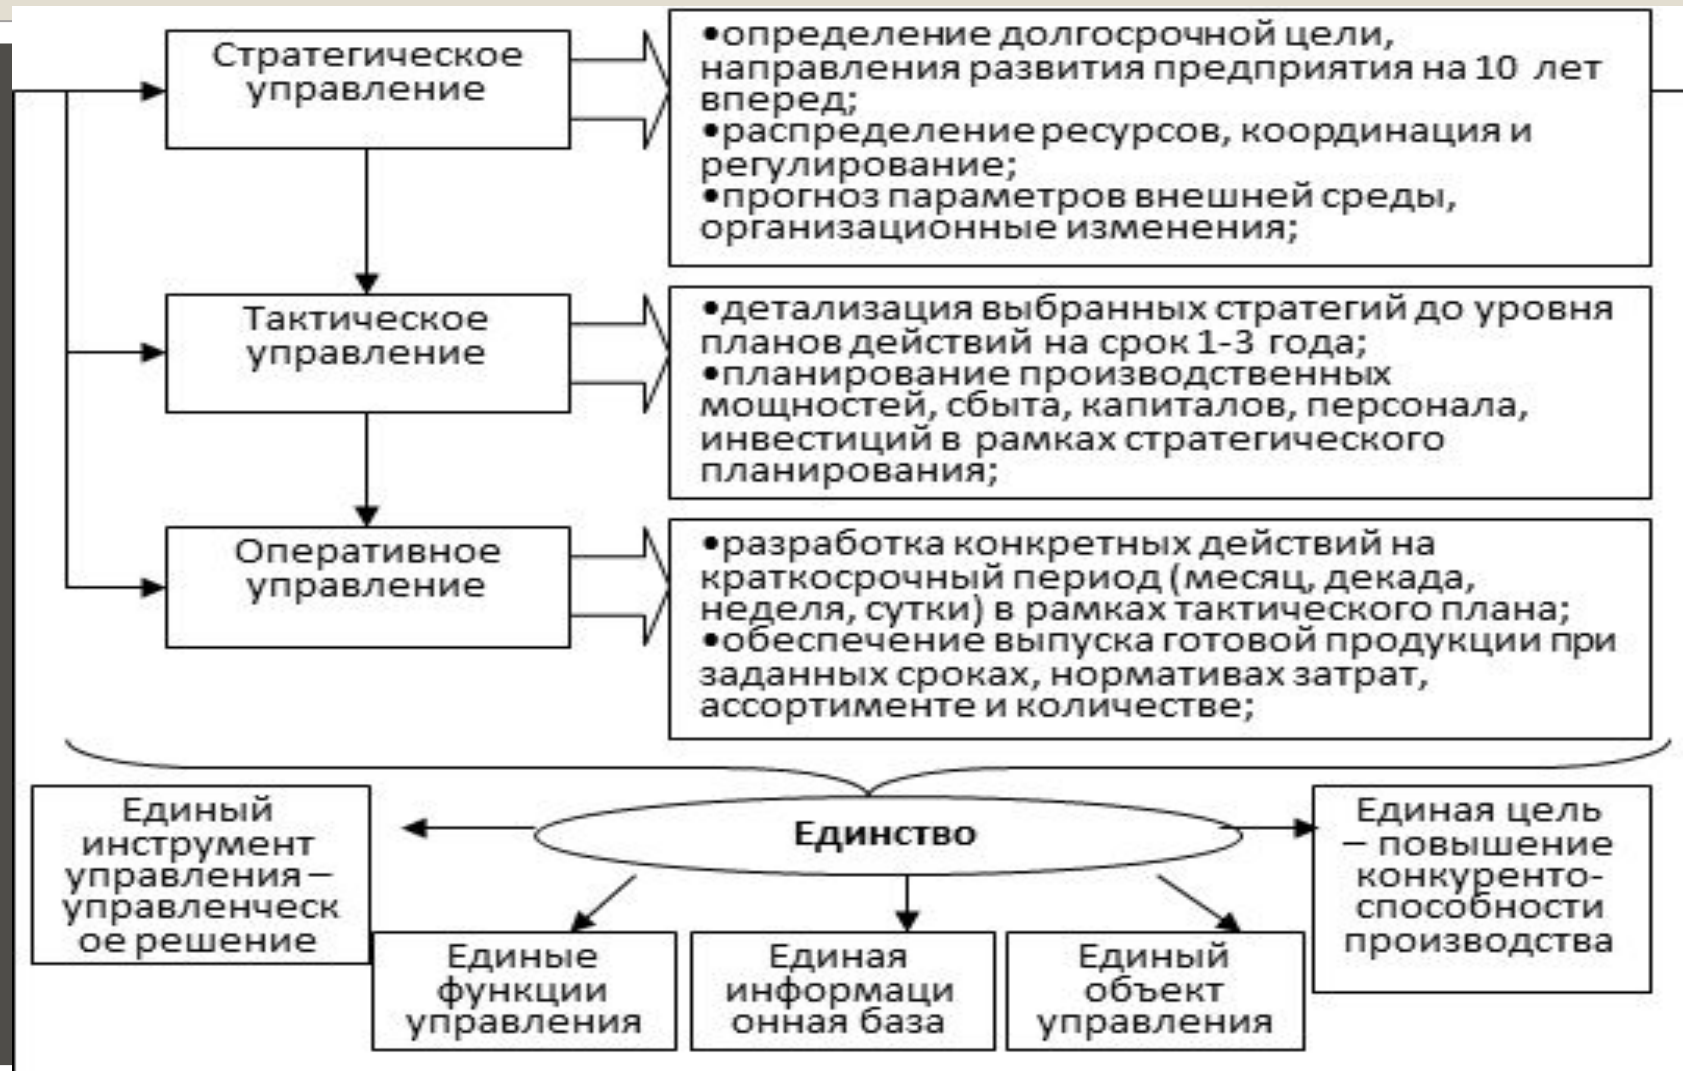 Стратегическое
управление
•определение долгосрочной цели,
направления развития предприятия на 10 лет
вперед;
•распределение ресурсов, координация и
регулирование;
•прогноз параметров внешней среды,
организационные изменения;
Тактическое
управление
•детализация выбранных стратегий до уровня
планов действий на срок 1-3 года;
•планирование производственных
мощностей, сбыта, капиталов, персонала,
инвестиций в рамках стратегического
планирования;
Оперативное
управление
•разработка конкретных действий на
краткосрочный период (месяц, декада,
неделя, сутки) в рамках тактического плана;
•обеспечение выпуска готовой продукции при
заданных сроках, нормативах затрат,
ассортименте и количестве;
Единство
Единый
инструмент
управления –
управленческ
ое решение
Единые
функции
управления
Единая
информаци
онная база
Единый
объект
управления
Единая цель
– повышение
конкуренто-
способности
производства